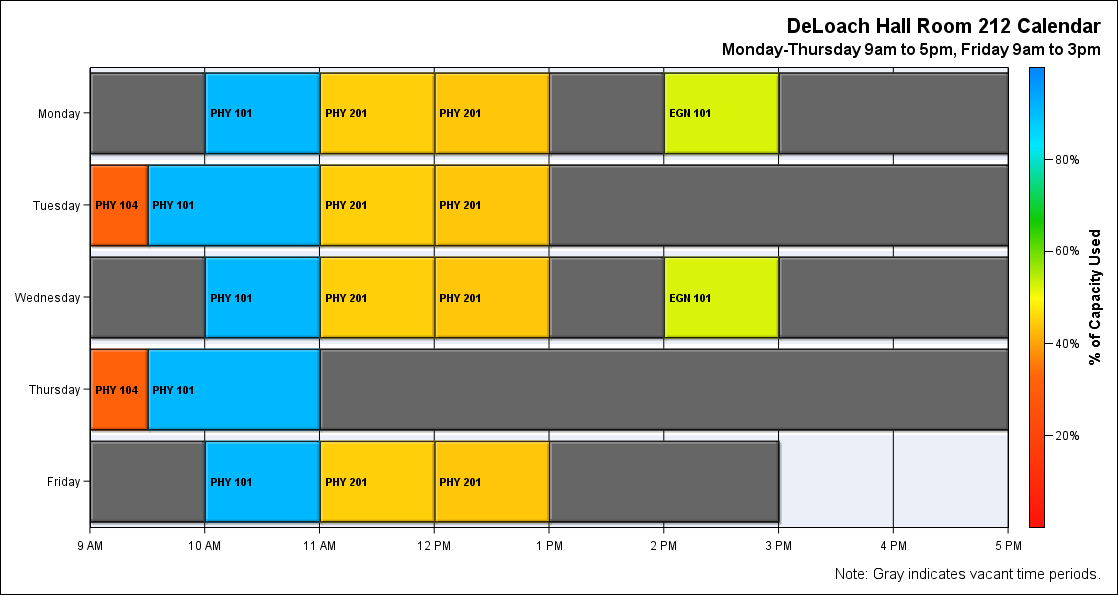 DeLoach Hall Room 212 Calendar
Monday-Thursday 9am to 5pm, Friday 9am to 3pm
Monday
PHY 101
PHY 201
PHY 201
EGN 101
Tuesday
PHY 104
PHY 101
PHY 201
PHY 201
Wednesday
PHY 101
PHY 201
PHY 201
EGN 101
Thursday
PHY 104
PHY 101
Friday
PHY 101
PHY 201
PHY 201
9 AM
10 AM
11 AM
12 PM
1 PM
2 PM
3 PM
4 PM
5 PM
80%
60%
40%
20%
% of Capacity Used
Note: Gray indicates vacant time periods.